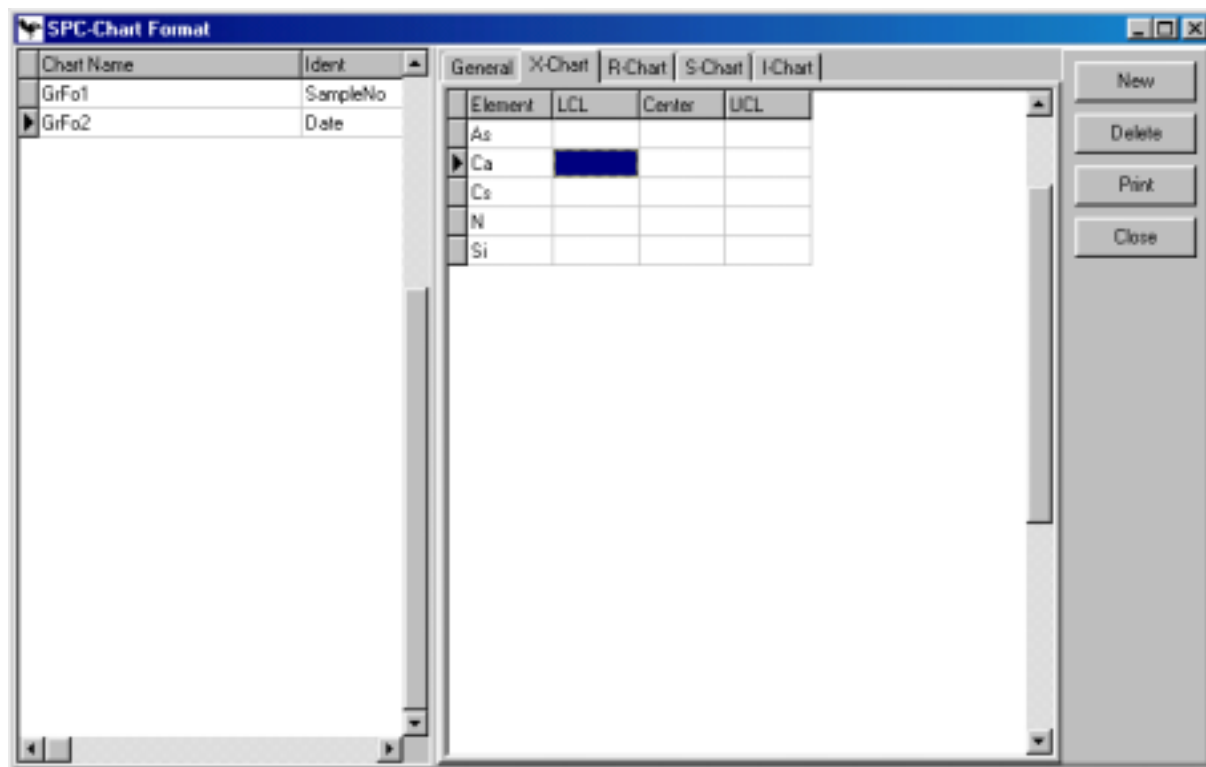 SPC-Chart Format
Chart Name Ident
GrFo1 SampleNo
GrFo2 Date
General X-Chart R-Chart S-Chart I-Chart
Element LCL Center UCL
As
Ca
Cs
N
Si
New
Delete
Print
Close